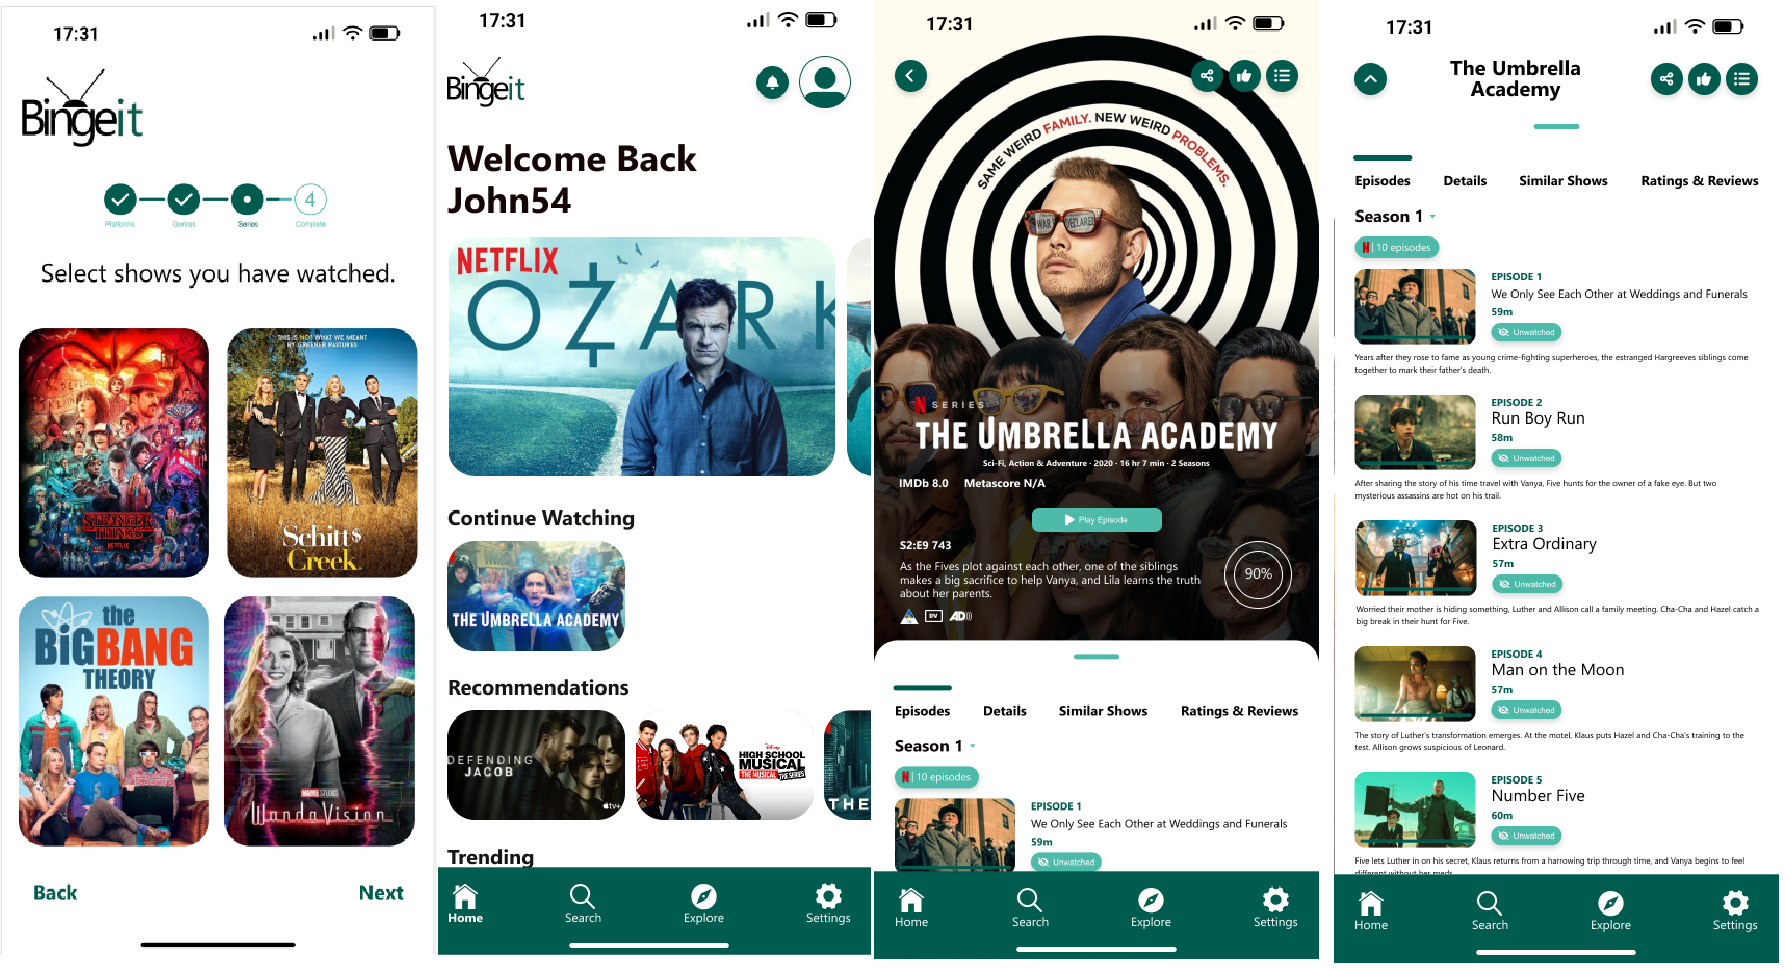 17:31
Bingeit
4
Platforms
Genres
Series
Complete
Select shows you have watched.
STRANGER
THINGS
NETFLIX
THIS IS NOT WHAT WE MEANT
BY GREENER PASTURES.
Schitt$
Creek
the
BIGBANG
THEORY
MARVEL STUDIOS
WandaVision
Back
Next
17:31
Bingeit
Welcome Back
John54
NETFLIX
OZARK
Continue Watching
THE UMBRELLA ACADEMY
Recommendations
DEFENDING
JACOB
tv+
Disney
HIGH SCHOOL
MUSICAL
THE MUSICAL THE SERIES
THE
Trending
Home
Search
Explore
Settings
17:31
SAME WEIRD FAMILY. NEW WEIRD PROBLEMS.
WAR DECLARED
N SERIES
THE UMBRELLA ACADEMY
Sci-Fi, Action & Adventure · 2020 · 16 hr 7 min · 2 Seasons
IMDb 8.0 Metascore N/A
Play Episode
S2:E9 743
As the Fives plot against each other, one of the siblings
makes a big sacrifice to help Vanya, and Lila learns the truth
about her parents.
90%
DV
AD
Episodes
Details
Similar Shows
Ratings & Reviews
Season 1
N | 10 episodes
EPISODE 1
We Only See Each Other at Weddings and Funerals
59m
Unwatched
Home
Search
Explore
Settings
17:31
The Umbrella
Academy
Episodes
Details
Similar Shows
Ratings & Reviews
Season 1
N | 10 episodes
EPISODE 1
We Only See Each Other at Weddings and Funerals
59m
Unwatched
Years after they rose to fame as young crime-fighting superheroes, the estranged Hargreeves siblings come
together to mark their father's death.
EPISODE 2
Run Boy Run
58m
Unwatched
After sharing the story of his time travel with Vanya, Five hunts for the owner of a fake eye. But two
mysterious assassins are hot on his trail.
EPISODE 3
Extra Ordinary
57m
Unwatched
Worried their mother is hiding something, Luther and Allison call a family meeting. Cha-Cha and Hazel catch a
big break in their hunt for Five.
EPISODE 4
Man on the Moon
57m
Unwatched
The story of Luther's transformation emerges. At the motel, Klaus puts Hazel and Cha-Cha's training to the
test. Allison grows suspicious of Leonard.
EPISODE 5
Number Five
60m
Unwatched
Five lets Luther in on his secret, Klaus returns from a harrowing trip through time, and Vanya begins to feel
different without her meds.
Home
Search
Explore
Settings